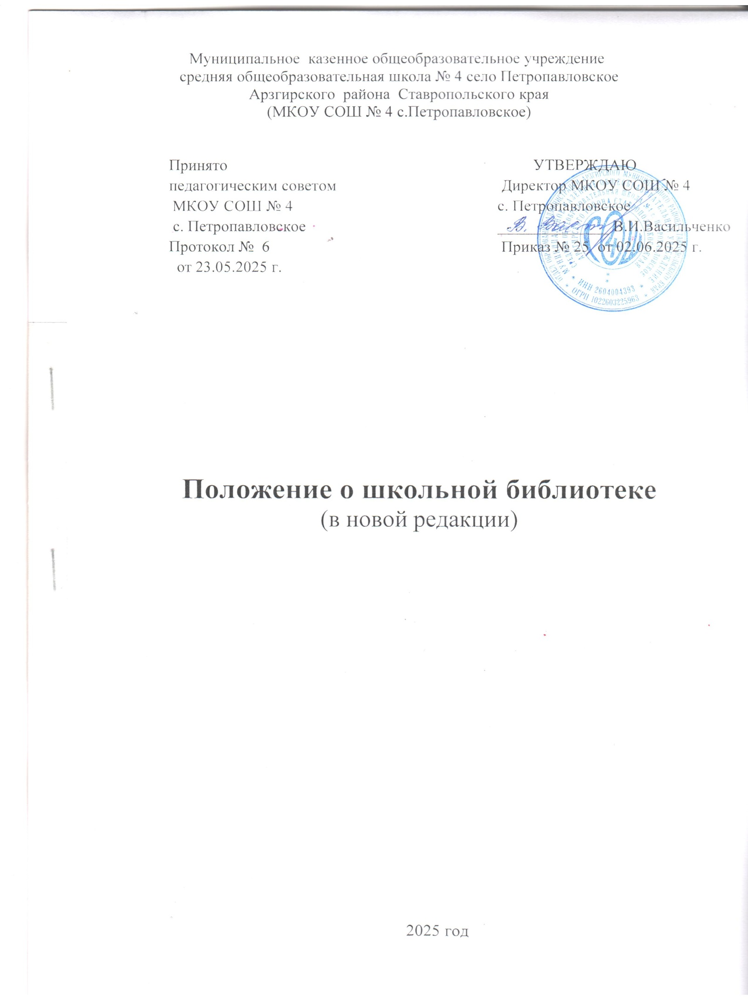 Муниципальное казенное общеобразовательное учреждение
средняя общеобразовательная школа № 4 село Петропавловское
Арзгирского района Ставропольского края
(МКОУ СОШ № 4 с.Петропавловское)
Принято
педагогическим советом
МКОУ СОШ № 4
с. Петропавловское
Протокол № 6
от 23.05.2025 г.
УТВЕРЖДАЮ
Директор МКОУ СОШ № 4
с. Петропавловское
В.И.Васильченко
Приказ № 25 от 02.06.2025 г.
4
* ИНН 2604004393 *
* ОГРН 1022603225963 *
Положение о школьной библиотеке
(в новой редакции)
2025 год